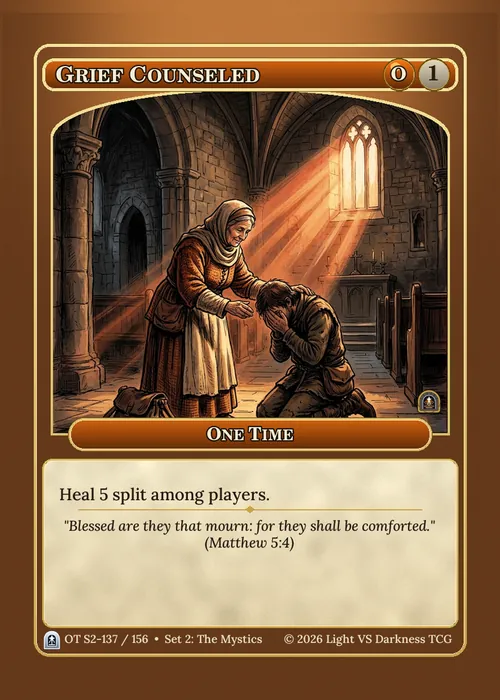 Grief Counseled O 1
One Time
Heal 5 split among players.
"Blessed are they that mourn: for they shall be comforted."
(Matthew 5:4)
OT S2-137 / 156 • Set 2: The Mystics © 2026 Light VS Darkness TCG